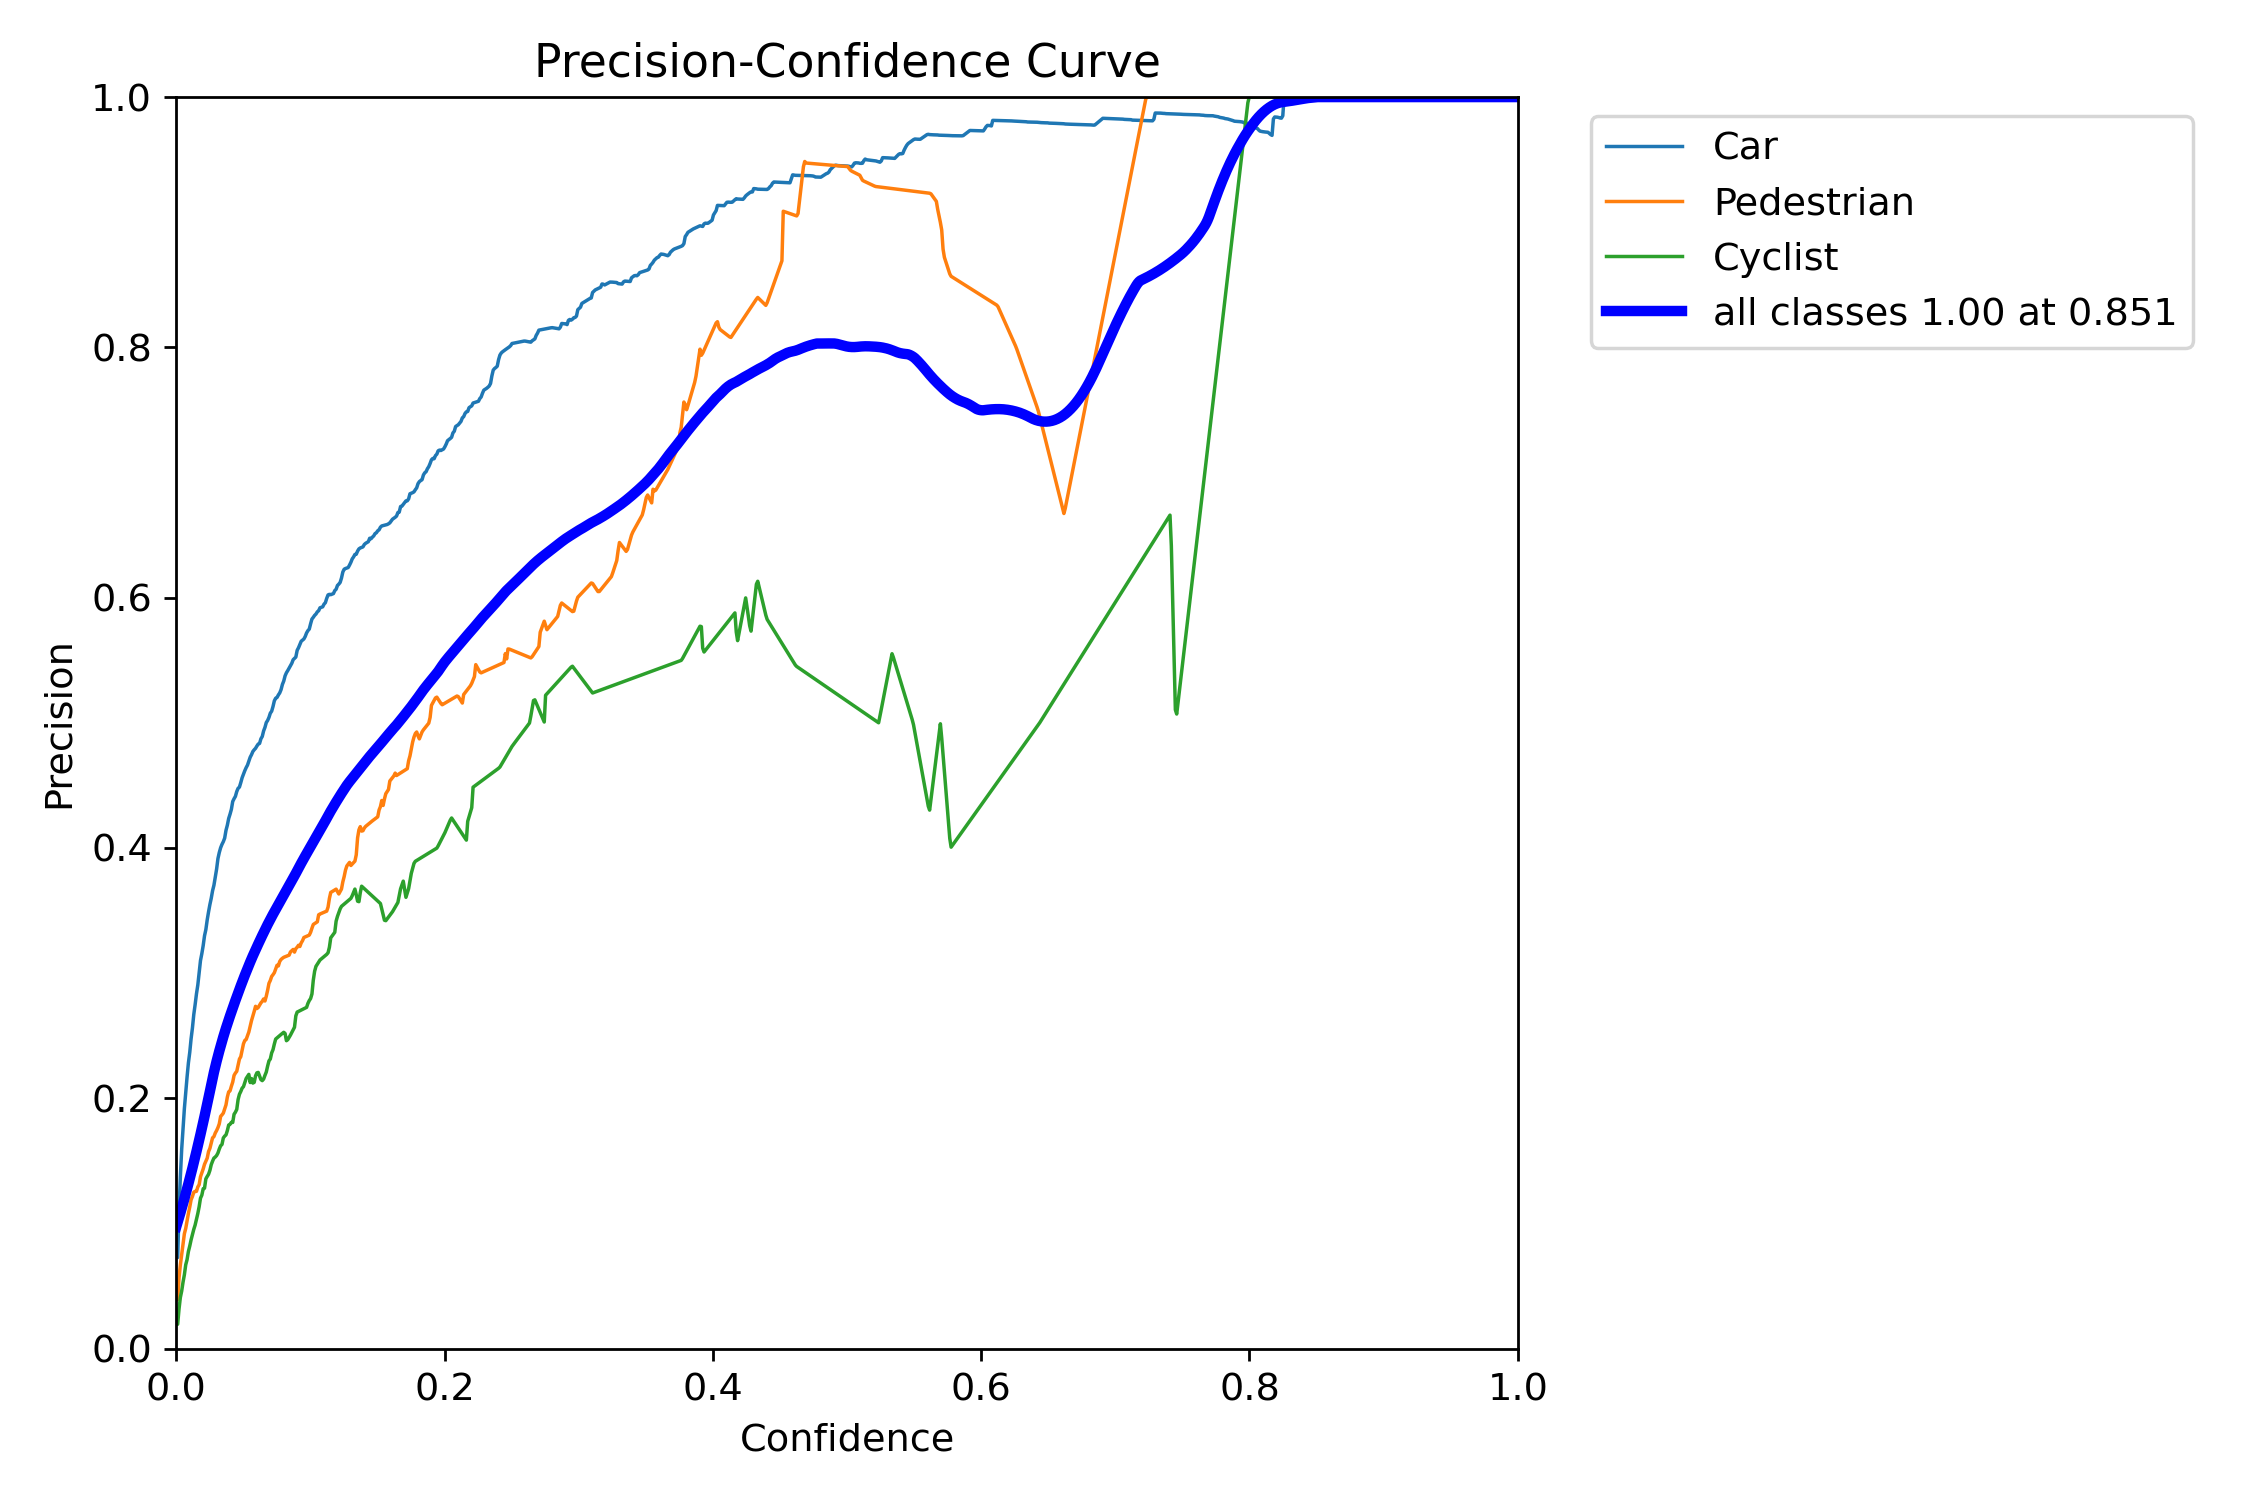 Precision-Confidence Curve
1.0
0.8
0.6
0.4
0.2
0.0
Precision
0.0 0.2 0.4 0.6 0.8 1.0
Confidence
Car
Pedestrian
Cyclist
all classes 1.00 at 0.851